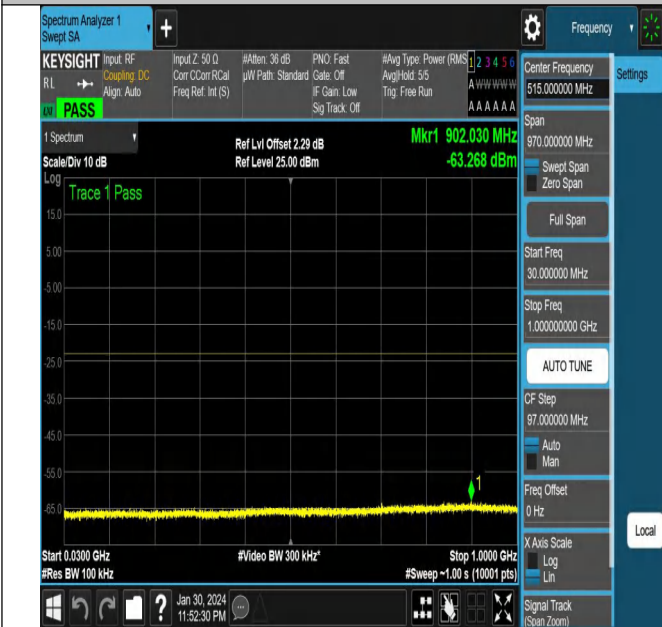 Spectrum Analyzer 1
Swept SA
+
Frequency
KEYSIGHT
RL
PASS
Input: RF
Coupling: DC
Align: Auto
Input Z: 50 Ω
Corr CCorr RCal
Freq Ref: Int (S)
#Atten: 36 dB
µW Path: Standard
PNO: Fast
Gate: Off
IF Gain: Low
Sig Track: Off
#Avg Type: Power (RMS
Avg|Hold: 5/5
Trig: Free Run
1 2 3 4 5 6
A W W W W W
A A A A A A
Center Frequency
515.000000 MHz
Settings
Span
970.000000 MHz
Swept Span
Zero Span
Full Span
Start Freq
30.000000 MHz
Stop Freq
1.000000000 GHz
AUTO TUNE
CF Step
97.000000 MHz
Auto
Man
Freq Offset
0 Hz
X Axis Scale
Log
Lin
Local
Signal Track
(Span Zoom)
1 Spectrum
Scale/Div 10 dB
Ref Lvl Offset 2.29 dB
Ref Level 25.00 dBm
Mkr1 902.030 MHz
-63.268 dBm
Log
Trace 1 Pass
15.0
5.00
-5.00
-15.0
-25.0
-35.0
-45.0
-55.0
1
-65.0
Start 0.0300 GHz
#Res BW 100 kHz
#Video BW 300 kHz*
Stop 1.0000 GHz
#Sweep ~1.00 s (10001 pts)
?
Jan 30, 2024
11:52:30 PM